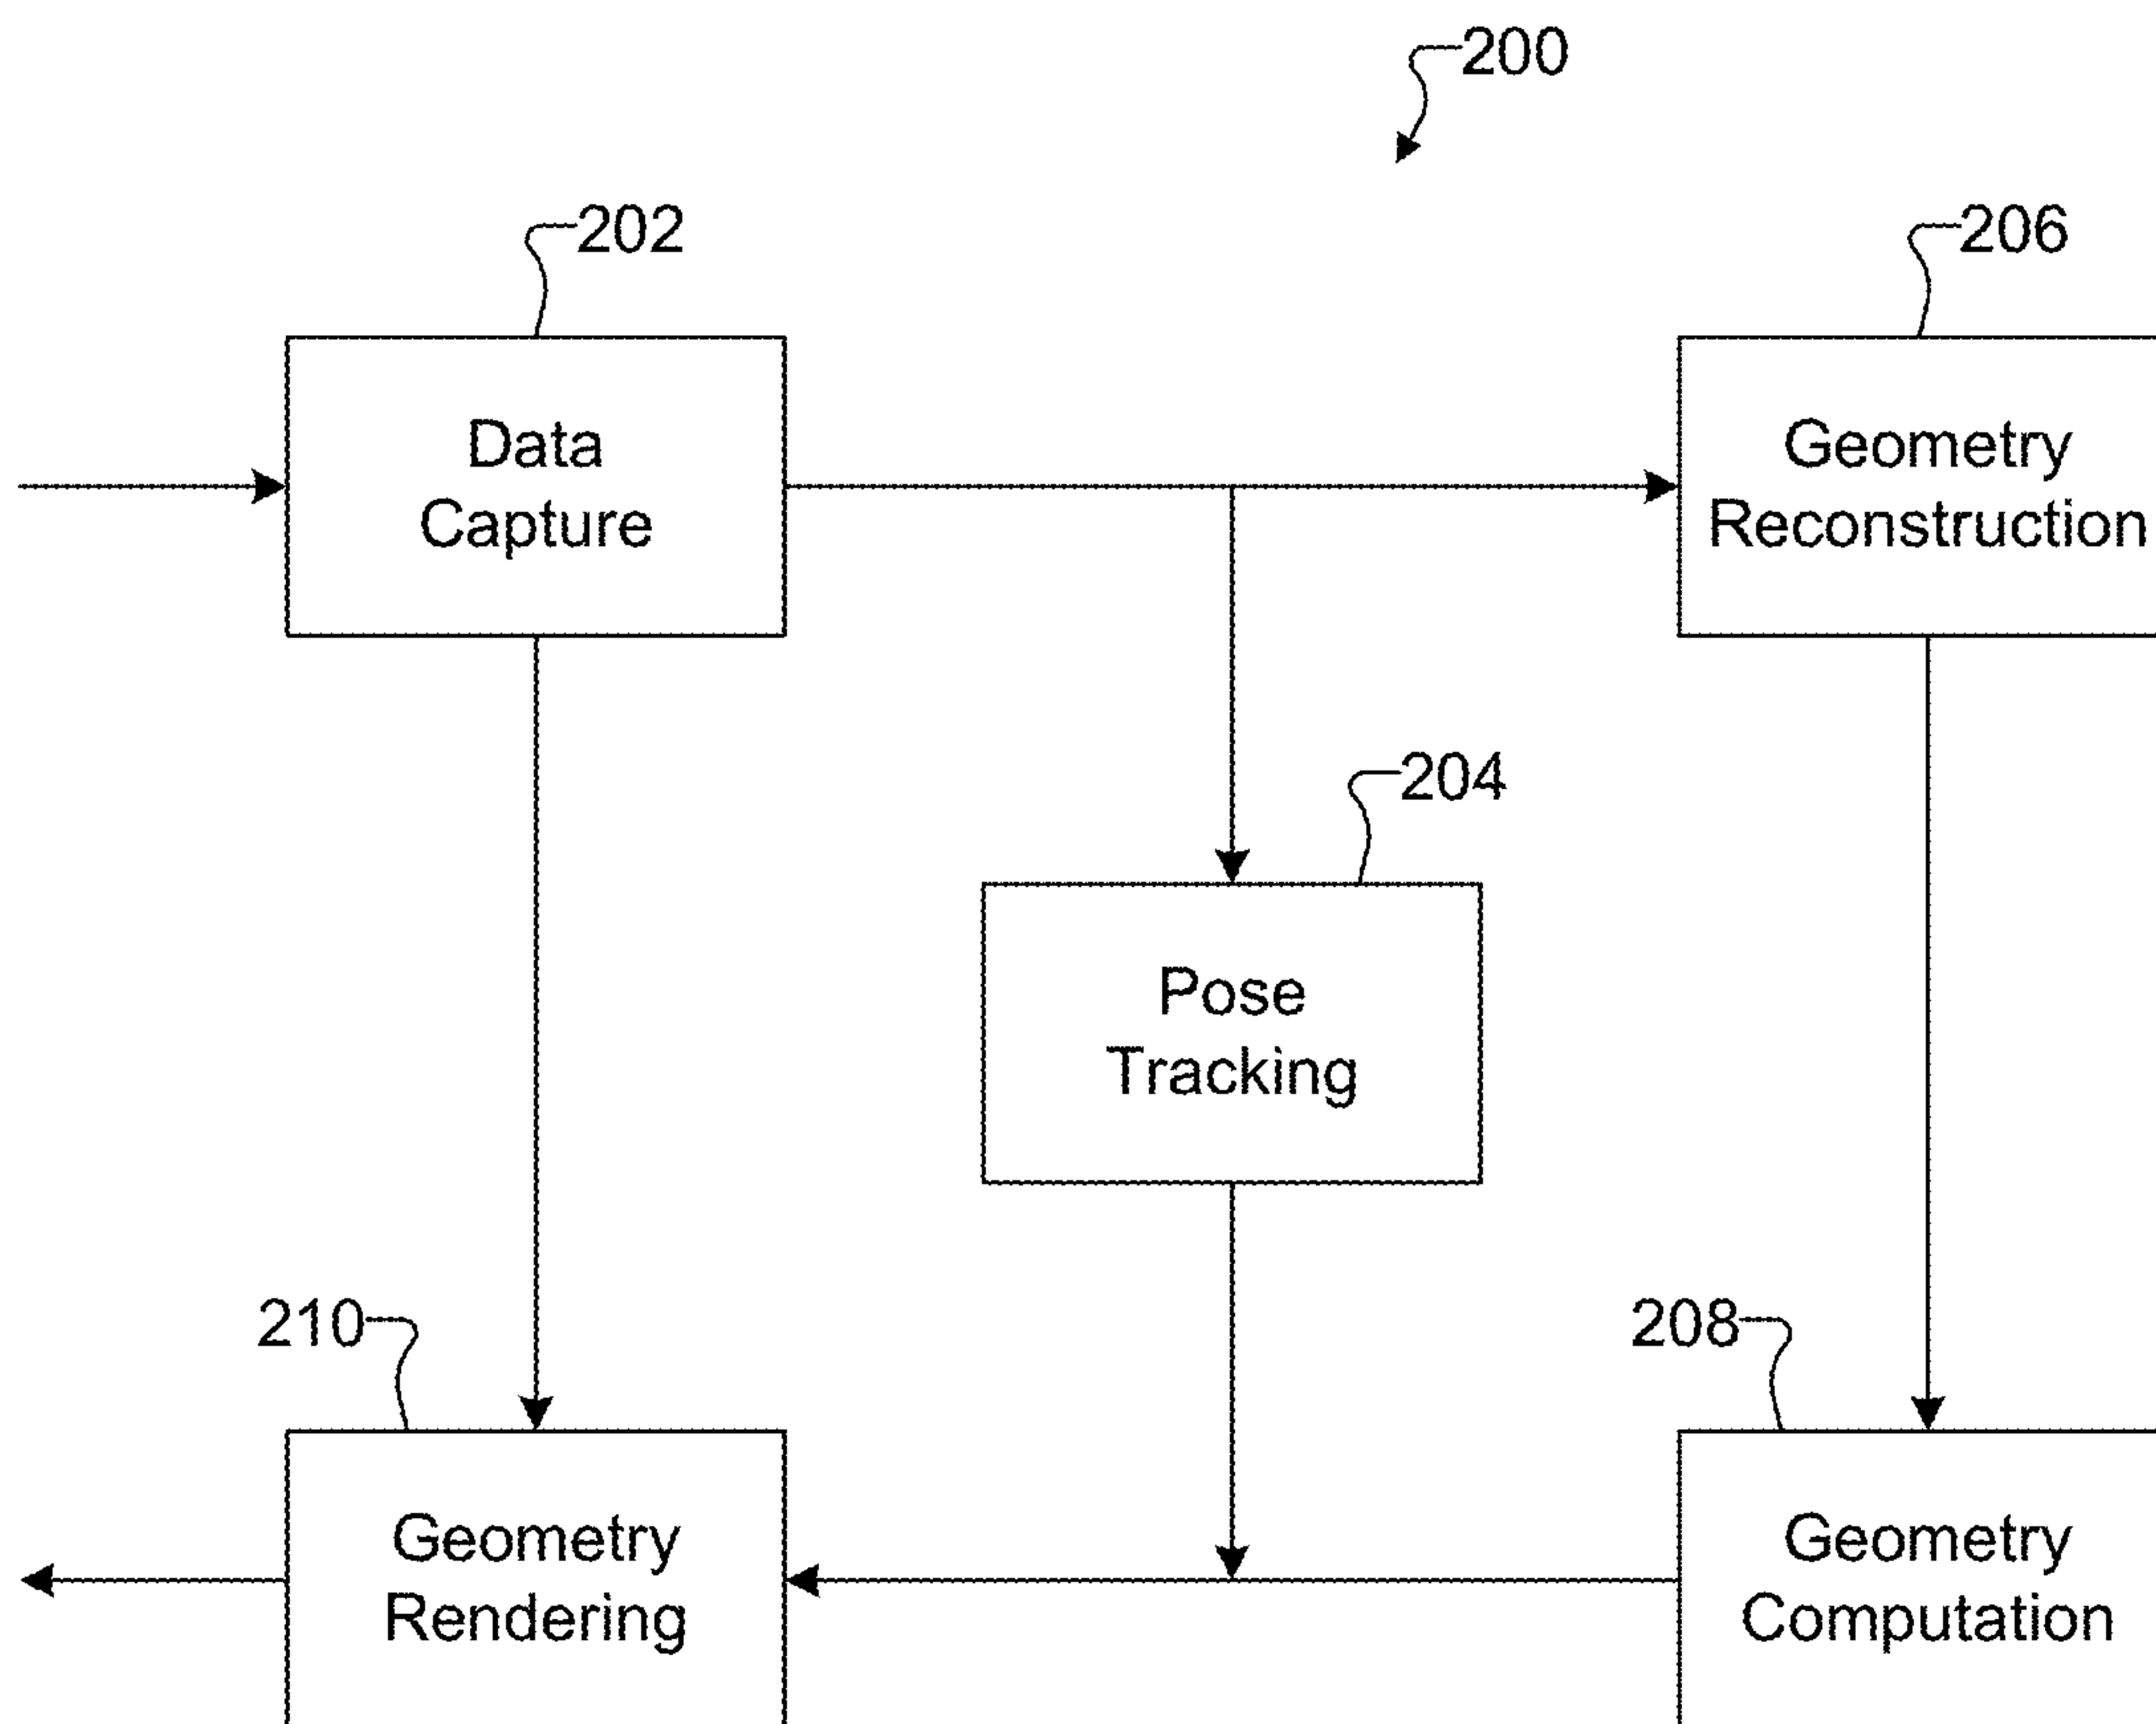 200
202
206
Data
Capture
Geometry
Reconstruction
204
Pose
Tracking
210
208
Geometry
Rendering
Geometry
Computation